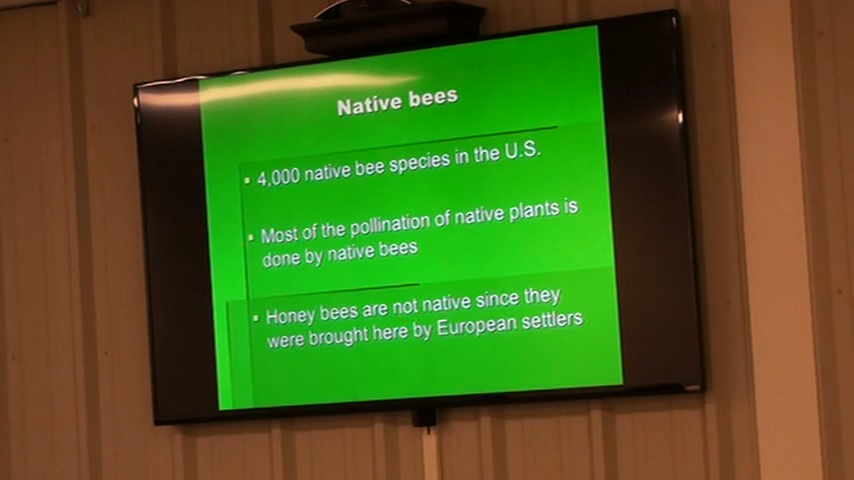 Native bees
▪ 4,000 native bee species in the U.S.
▪ Most of the pollination of native plants is
done by native bees
▪ Honey bees are not native since they
were brought here by European settlers